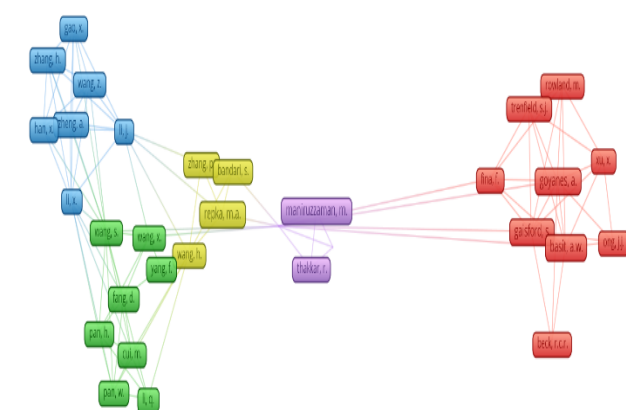 gao, x.
zhang, h.
wang, z.
han, x.
zheng, a.
li, j.
li, x.
zhang, p.
bandari, s.
repka, m.a.
wang, h.
wang, s.
wang, x.
yang, f.
fang, d.
pan, h.
cui, m.
pan, w.
li, q.
maniruzzaman, m.
thakkar, r.
rowland, m.
trenfield, s.j.
xu, x.
fina, f.
goyanes, a.
gaisford, s.
basit, a.w.
ong, j.j.
beck, r.c.r.